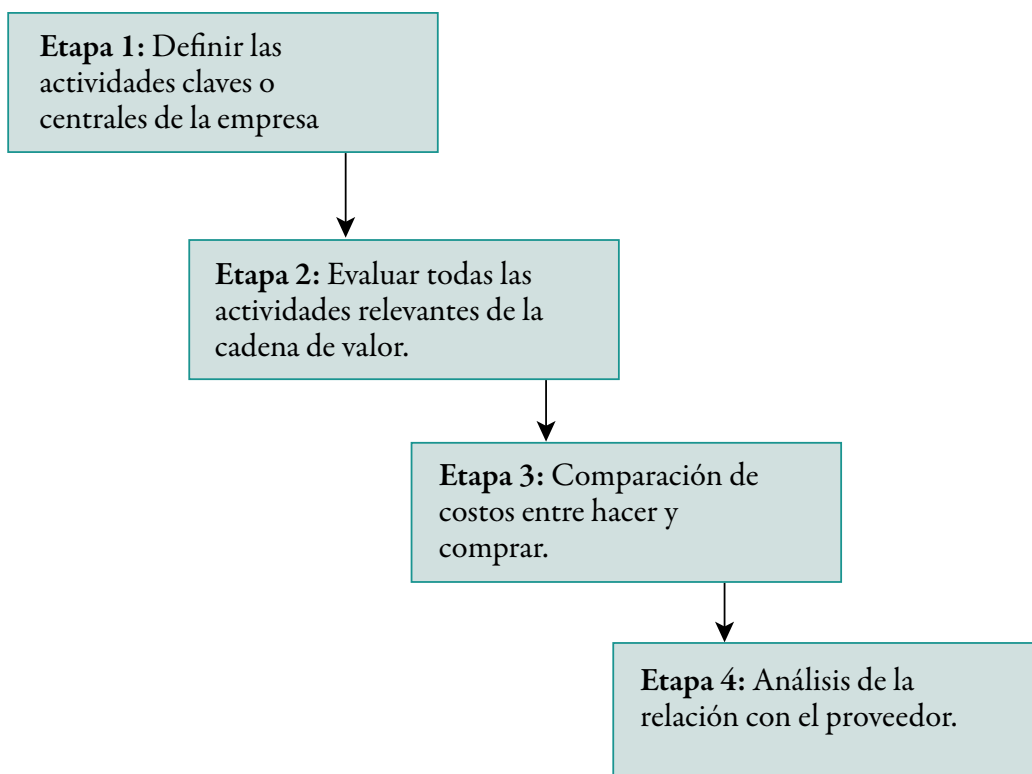 Etapa 1: Definir las
actividades claves o
centrales de la empresa
Etapa 2: Evaluar todas las
actividades relevantes de la
cadena de valor.
Etapa 3: Comparación de
costos entre hacer y
comprar.
Etapa 4: Análisis de la
relación con el proveedor.